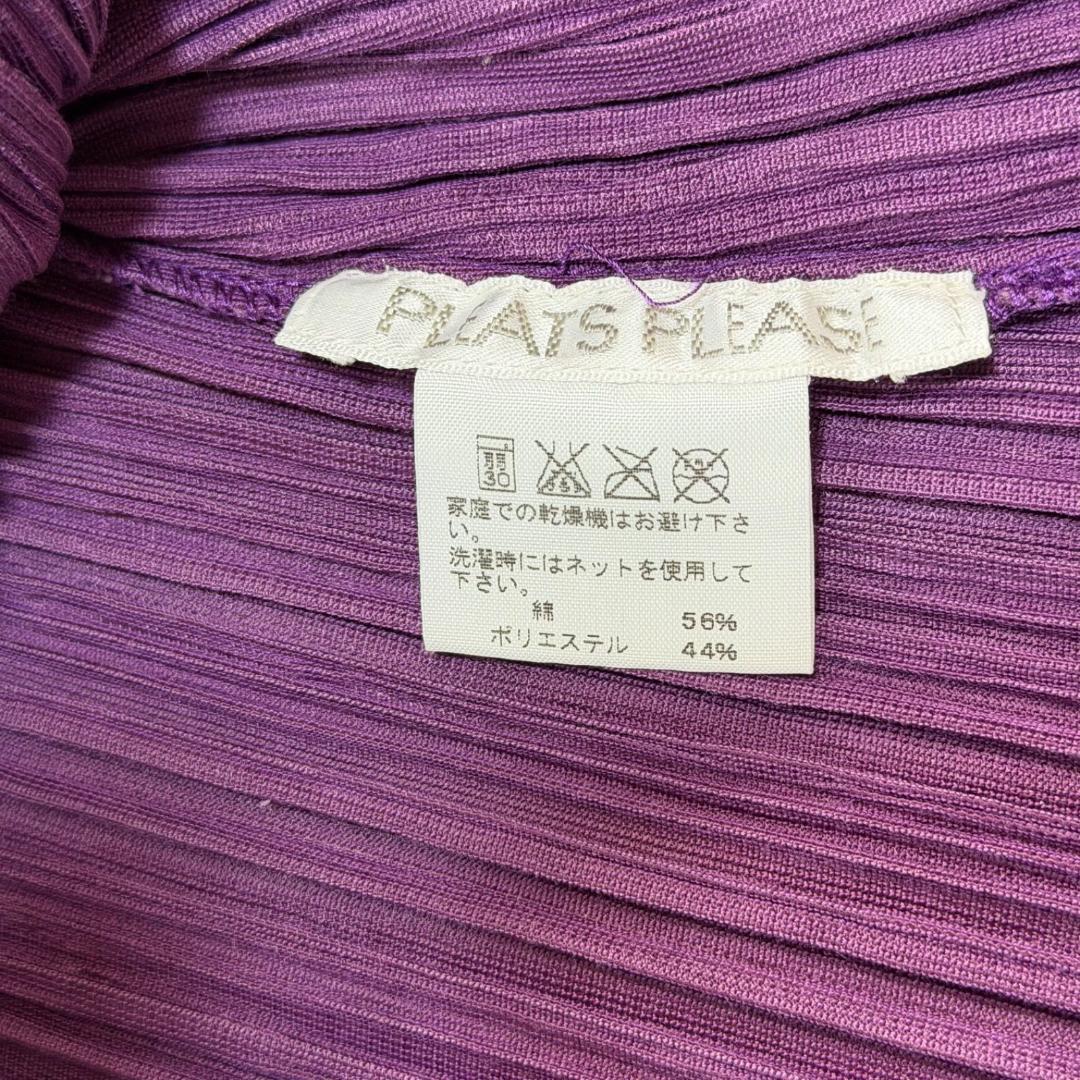 PLEATS PLEASE
弱
30
家庭での乾燥機はお避け下さ
い。
洗濯時にはネットを使用して
下さい。
綿 56%
ポリエステル 44%